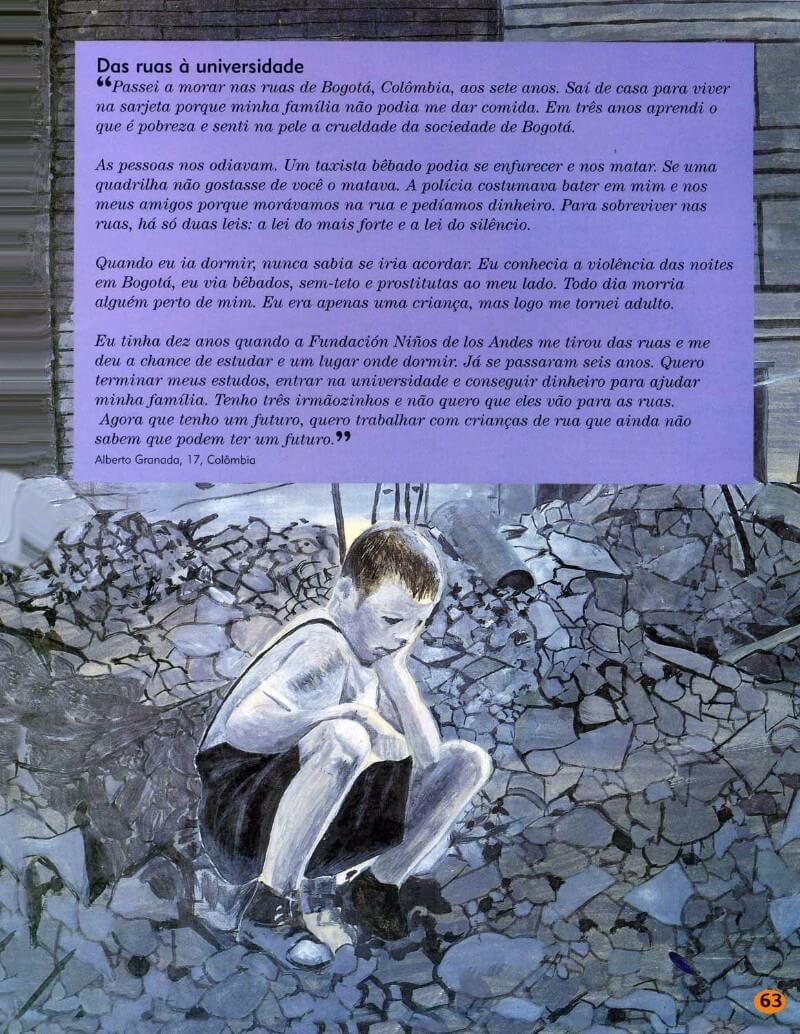 Das ruas à universidade
“Passei a morar nas ruas de Bogotá, Colômbia, aos sete anos. Saí de casa para viver
na sarjeta porque minha família não podia me dar comida. Em três anos aprendi o
que é pobreza e senti na pele a crueldade da sociedade de Bogotá.
As pessoas nos odiavam. Um taxista bêbado podia se enfurecer e nos matar. Se uma
quadrilha não gostasse de você o matava. A polícia costumava bater em mim e nos
meus amigos porque morávamos na rua e pedíamos dinheiro. Para sobreviver nas
ruas, há só duas leis: a lei do mais forte e a lei do silêncio.
Quando eu ia dormir, nunca sabia se iria acordar. Eu conhecia a violência das noites
em Bogotá, eu via bêbados, sem-teto e prostitutas ao meu lado. Todo dia morria
alguém perto de mim. Eu era apenas uma criança, mas logo me tornei adulto.
Eu tinha dez anos quando a Fundación Niños de los Andes me tirou das ruas e me
deu a chance de estudar e um lugar onde dormir. Já se passaram seis anos. Quero
terminar meus estudos, entrar na universidade e conseguir dinheiro para ajudar
minha família. Tenho três irmãozinhos e não quero que eles vão para as ruas.
Agora que tenho um futuro, quero trabalhar com crianças de rua que ainda não
sabem que podem ter um futuro.”
Alberto Granada, 17, Colômbia
63